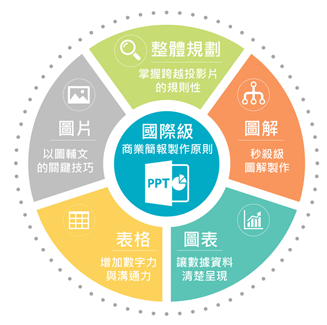 整體規劃
掌握跨越投影片
的規則性
圖解
秒殺級
圖解製作
圖表
讓數據資料
清楚呈現
表格
增加數字力
與溝通力
圖片
以圖輔文
的關鍵技巧
國際級
商業簡報製作原則
PPT